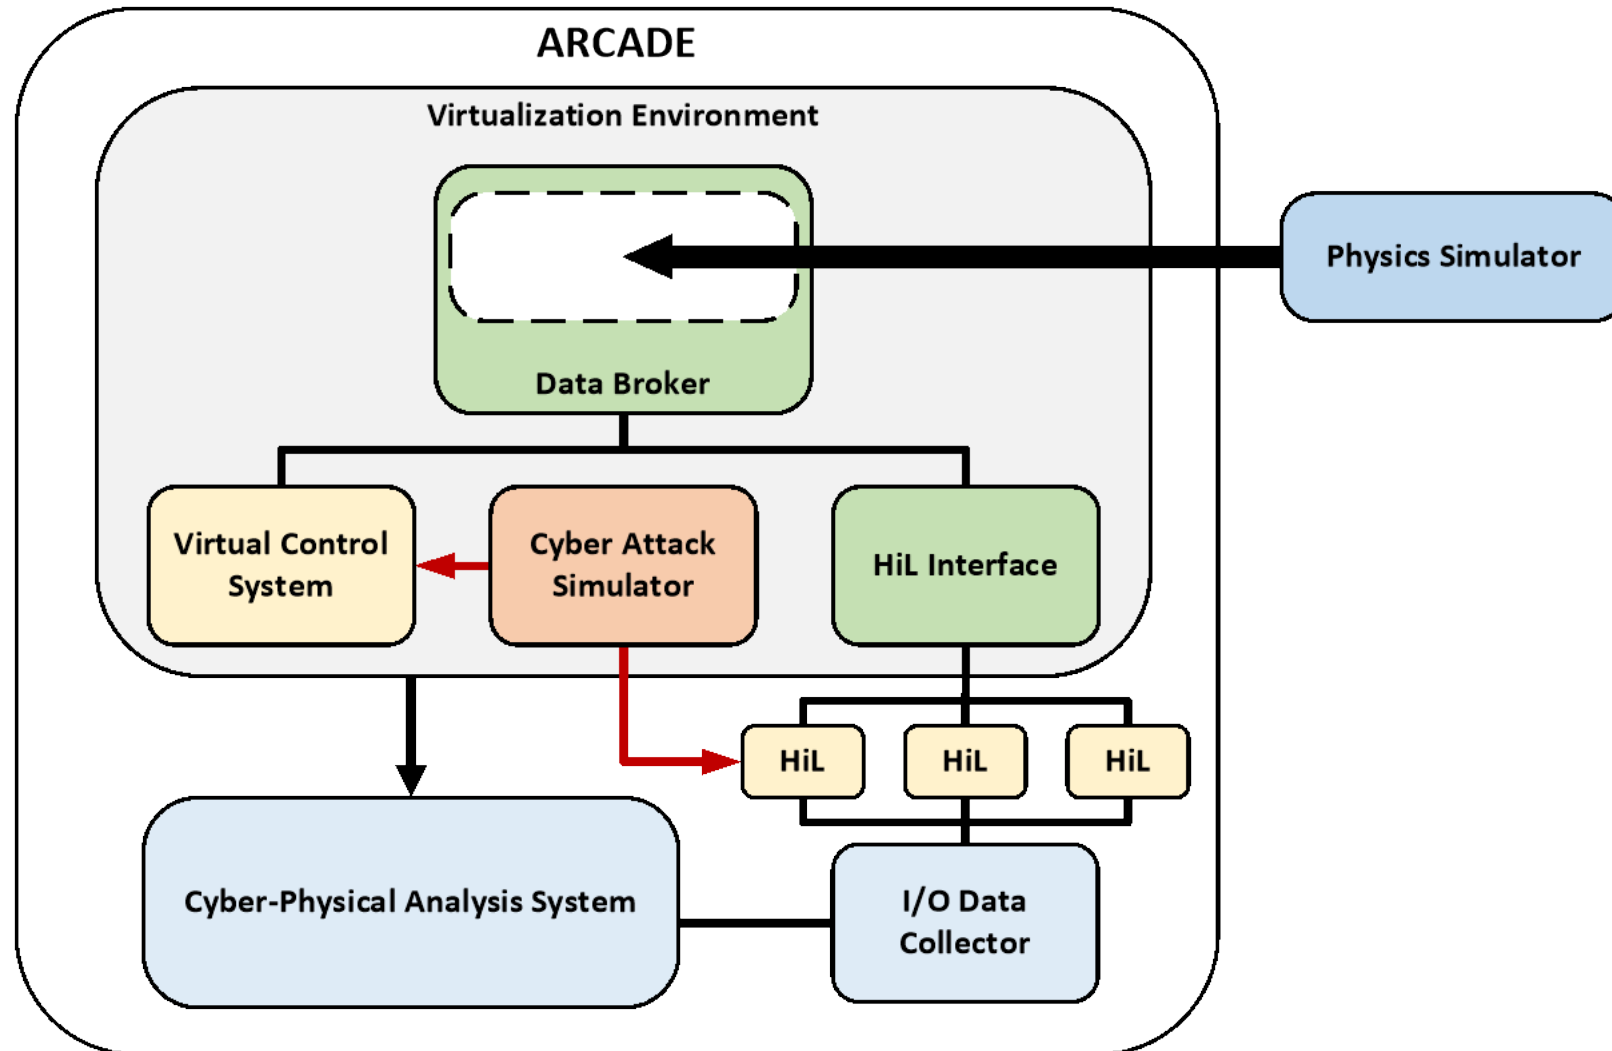 ARCADE
Virtualization Environment
Physics Simulator
Data Broker
Virtual Control
System
Cyber Attack
Simulator
HiL Interface
HiL
HiL
HiL
Cyber-Physical Analysis System
I/O Data
Collector